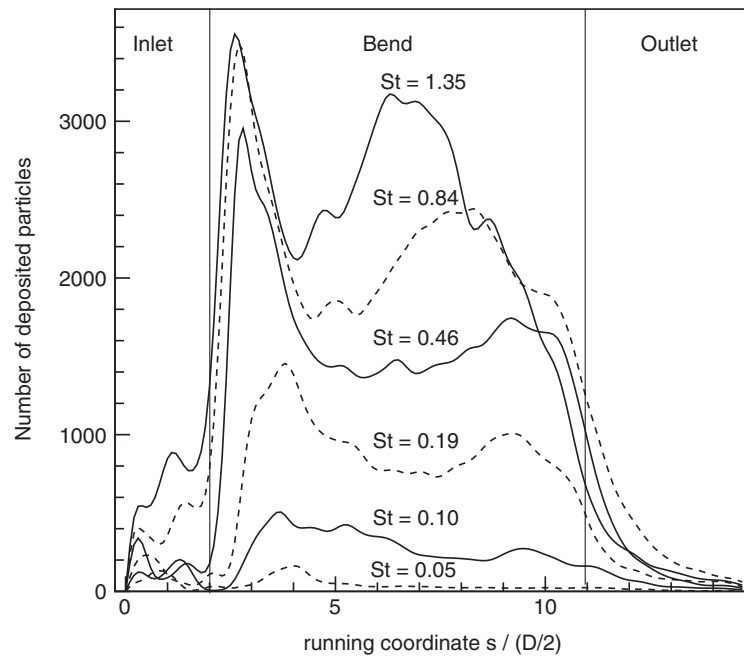 Inlet
Bend
Outlet
St = 1.35
3000
St = 0.84
2000
St = 0.46
1000
St = 0.19
St = 0.10
St = 0.05
0
0
5
10
Number of deposited particles
running coordinate s / (D/2)